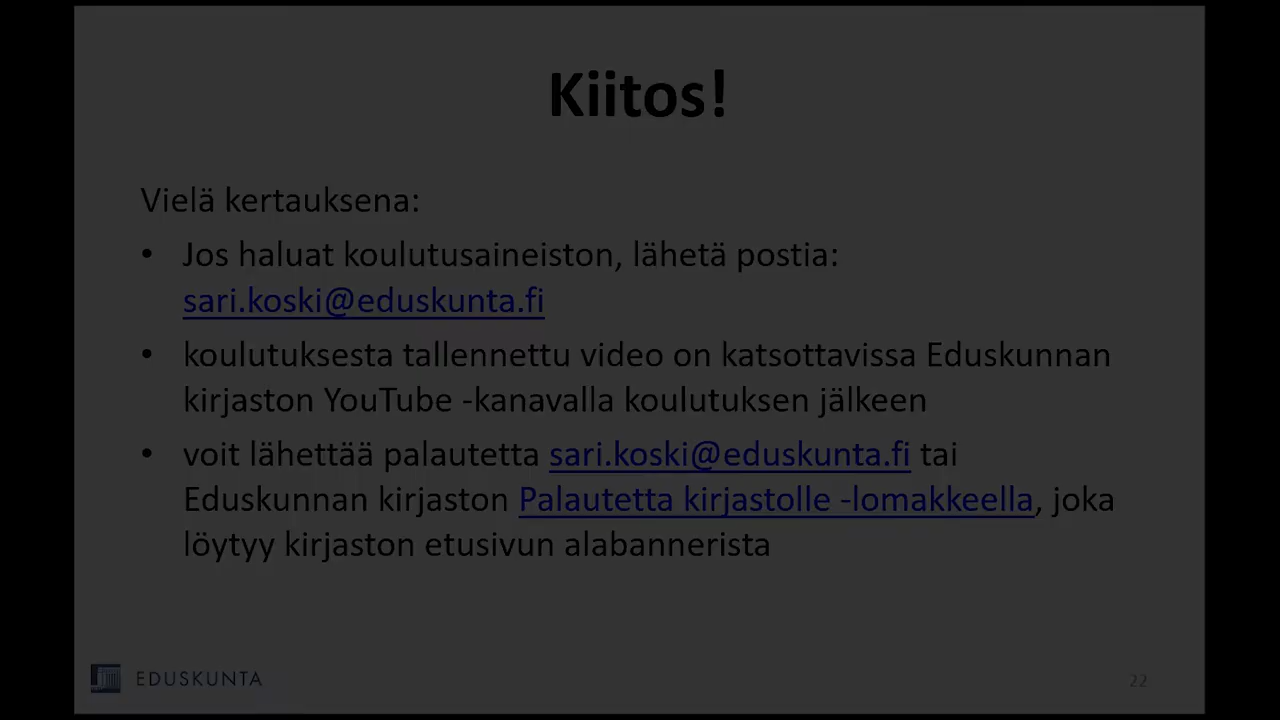 Kiitos!
Vielä kertauksena:
• Jos haluat koulutusaineiston, lähetä postia:
sari.koski@eduskunta.fi
• koulutuksesta tallennettu video on katsottavissa Eduskunnan
kirjaston YouTube -kanavalla koulutuksen jälkeen
• voit lähettää palautetta sari.koski@eduskunta.fi tai
Eduskunnan kirjaston Palautetta kirjastolle -lomakkeella, joka
löytyy kirjaston etusivun alabannerista
EDUSKUNTA
22